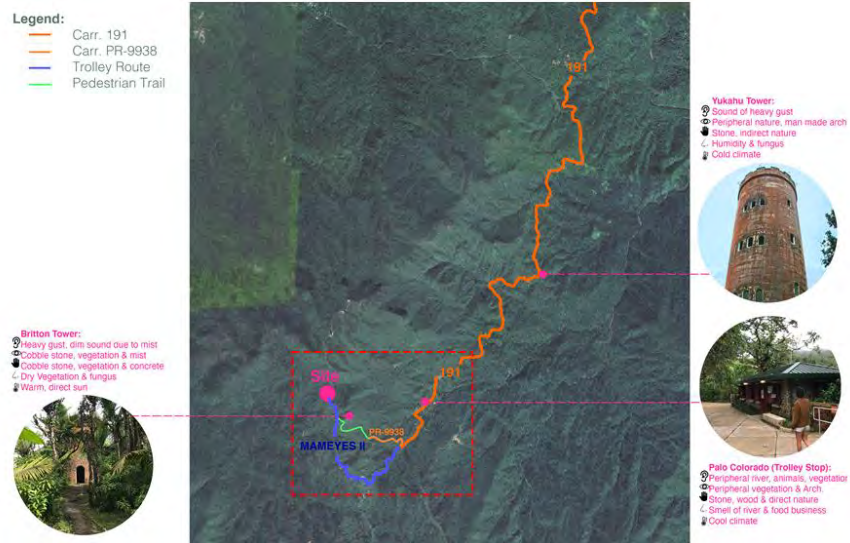 Legend:
Carr. 191
Carr. PR-9938
Trolley Route
Pedestrian Trail
191
Yukahu Tower:
Sound of heavy gust
Peripheral nature, man made arch
Stone, indirect nature
Humidity & fungus
Cold climate
Britton Tower:
Heavy gust, dim sound due to mist
Cobble stone, vegetation & mist
Cobble stone, vegetation & concrete
Dry Vegetation & fungus
Warm, direct sun
Site
191
PR-9938
MAMEYES II
Palo Colorado (Trolley Stop):
Peripheral river, animals, vegetation
Peripheral vegetation & Arch.
Stone, wood & direct nature
Smell of river & food business
Cool climate